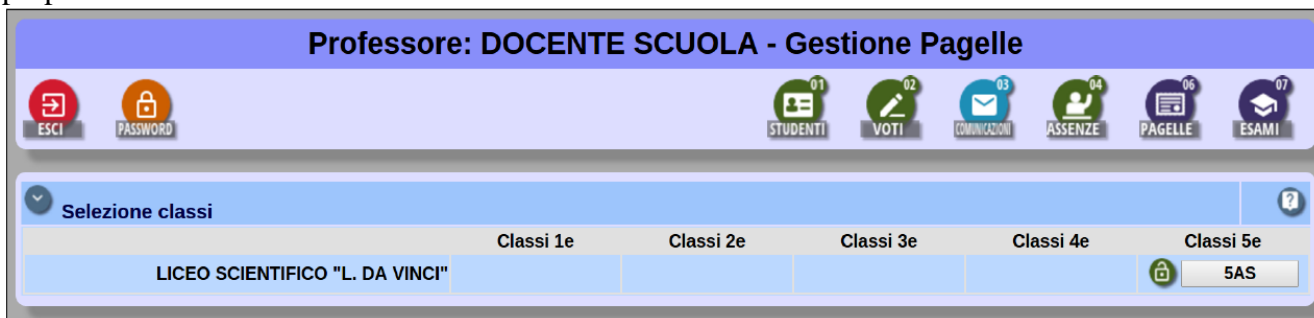 Professore: DOCENTE SCUOLA - Gestione Pagelle
ESCI PASSWORD 01 STUDENTI 02 VOTI 03 COMUNICAZIONI 04 ASSENZE 06 PAGELLE 07 ESAMI
Selezione classi ?
Classi 1e Classi 2e Classi 3e Classi 4e Classi 5e
LICEO SCIENTIFICO "L. DA VINCI" 5AS